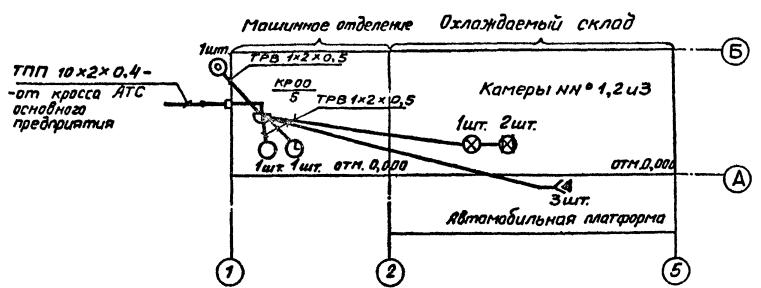 Машинное отделение
Охлаждаемый склад
Б
1шт.
ТРВ 1×2×0,5
ТПП 10×2×0,4-
-от кросса АТС
основного
предприятия
КРОО
5
ТРВ 1×2×0,5
Камеры NN° 1,2 и 3
1шт. 2шт.
1шт. 1шт.
отм. 0,000
отм.0,000
А
3шт.
Автомобильная платформа
1
2
5